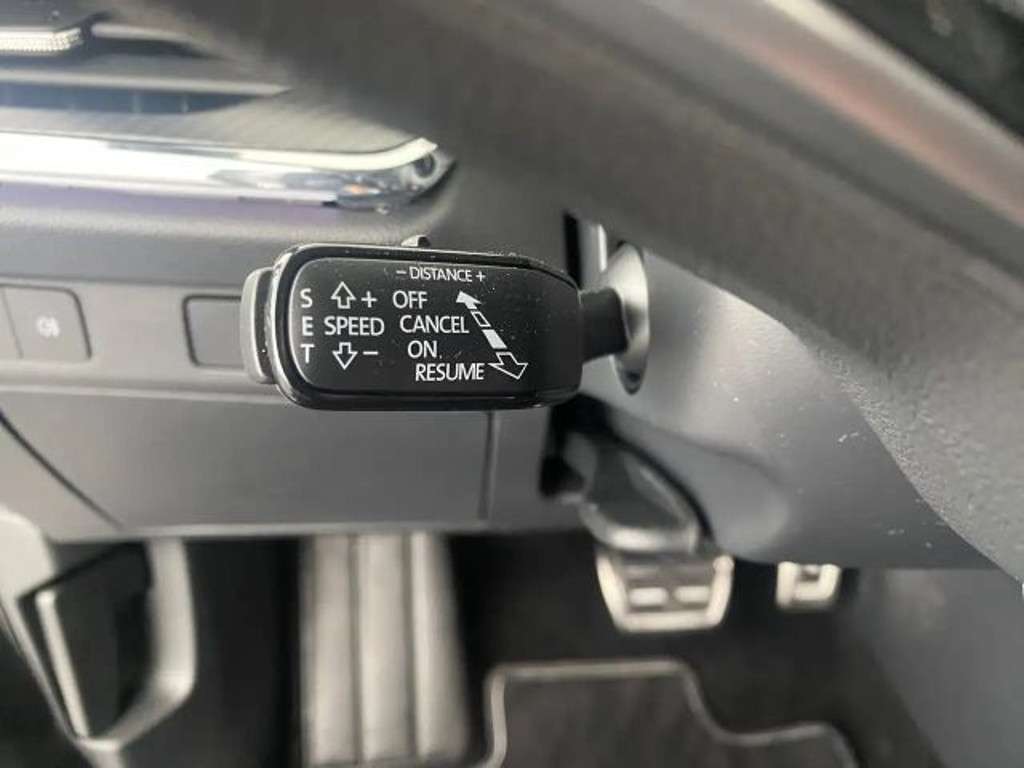 − DISTANCE +
S + OFF
E SPEED CANCEL
T − ON
RESUME